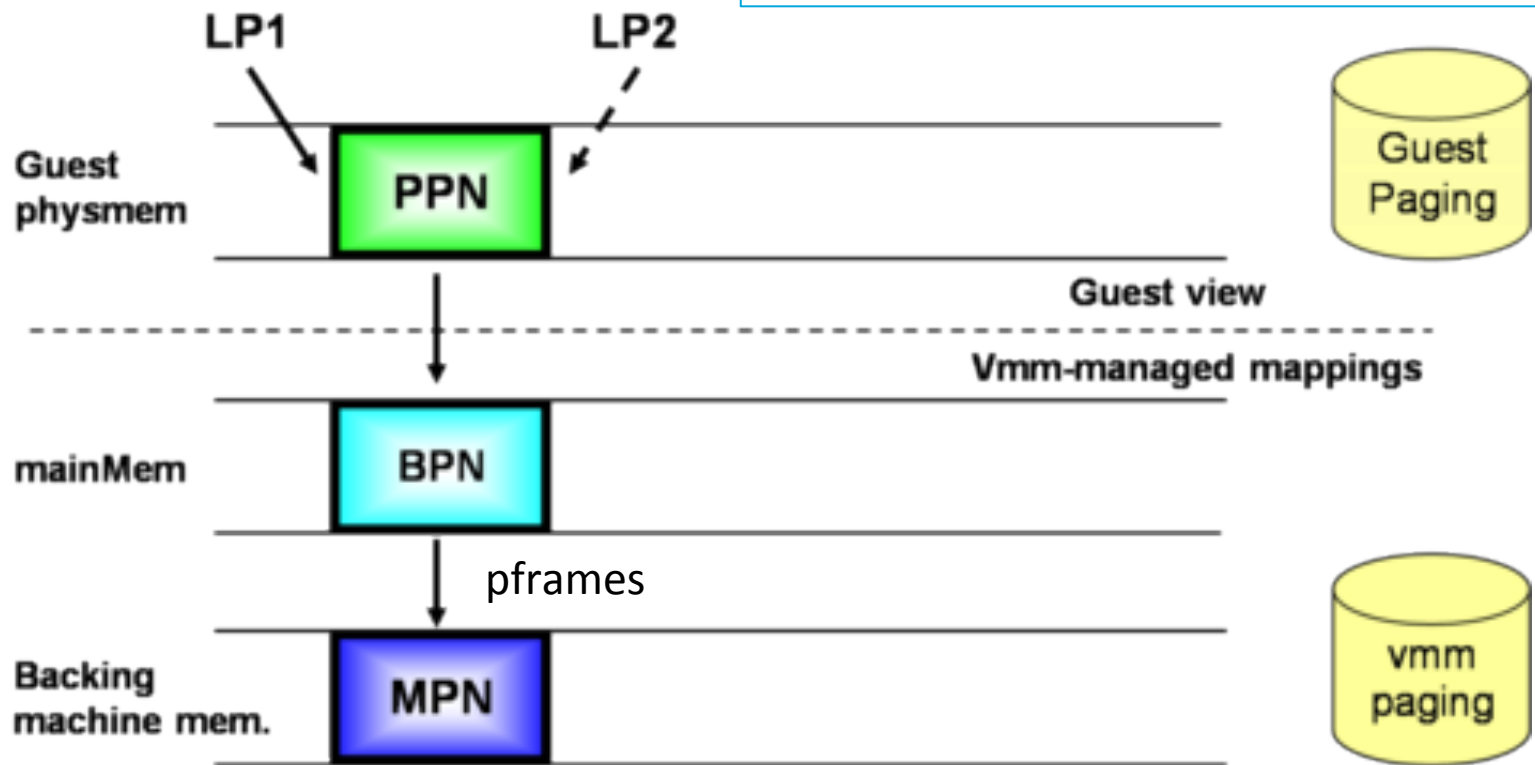 LP1
LP2
Guest
physmem
PPN
Guest
Paging
Guest view
Vmm-managed mappings
mainMem
BPN
pframes
Backing
machine mem.
MPN
vmm
paging